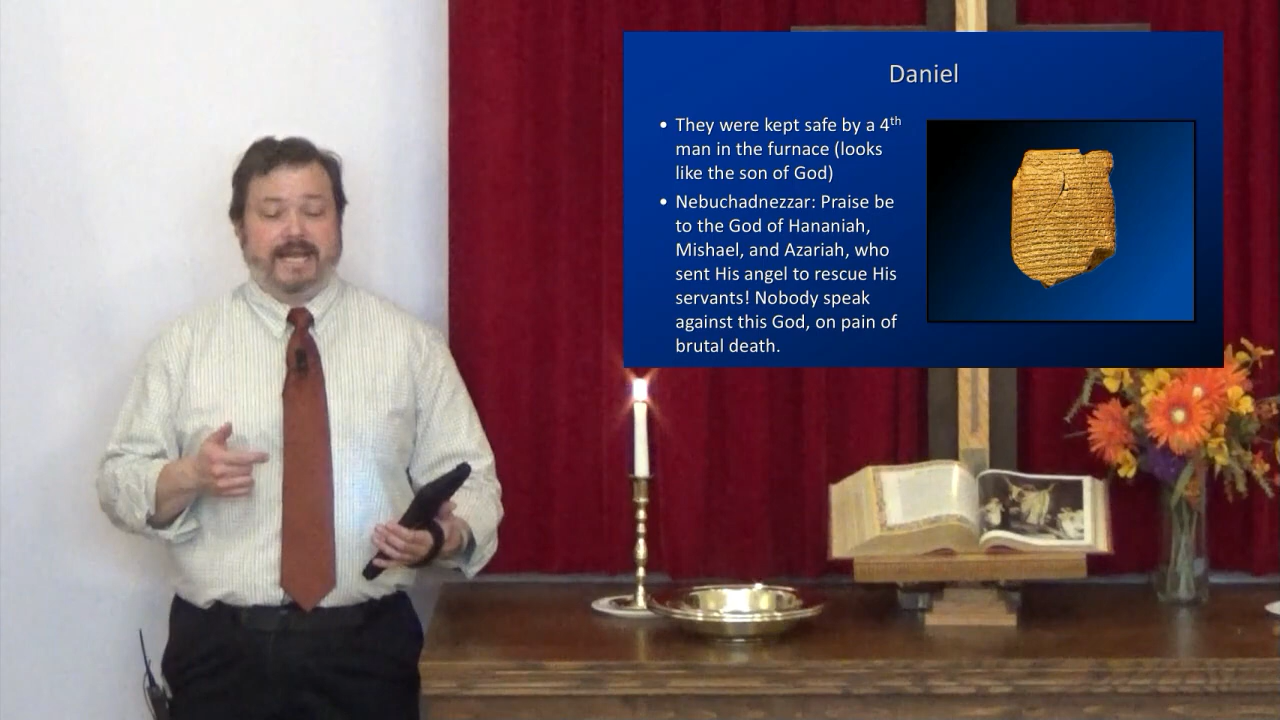 Daniel
• They were kept safe by a 4th
man in the furnace (looks
like the son of God)
• Nebuchadnezzar: Praise be
to the God of Hananiah,
Mishael, and Azariah, who
sent His angel to rescue His
servants! Nobody speak
against this God, on pain of
brutal death.